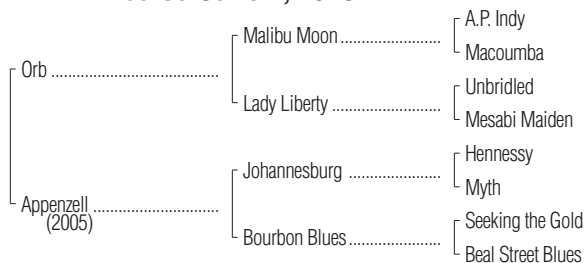 A.P. Indy
Malibu Moon
Macoumba
Orb
Unbridled
Lady Liberty
Mesabi Maiden
Hennessy
Johannesburg
Myth
Appenzell
(2005)
Seeking the Gold
Bourbon Blues
Beal Street Blues